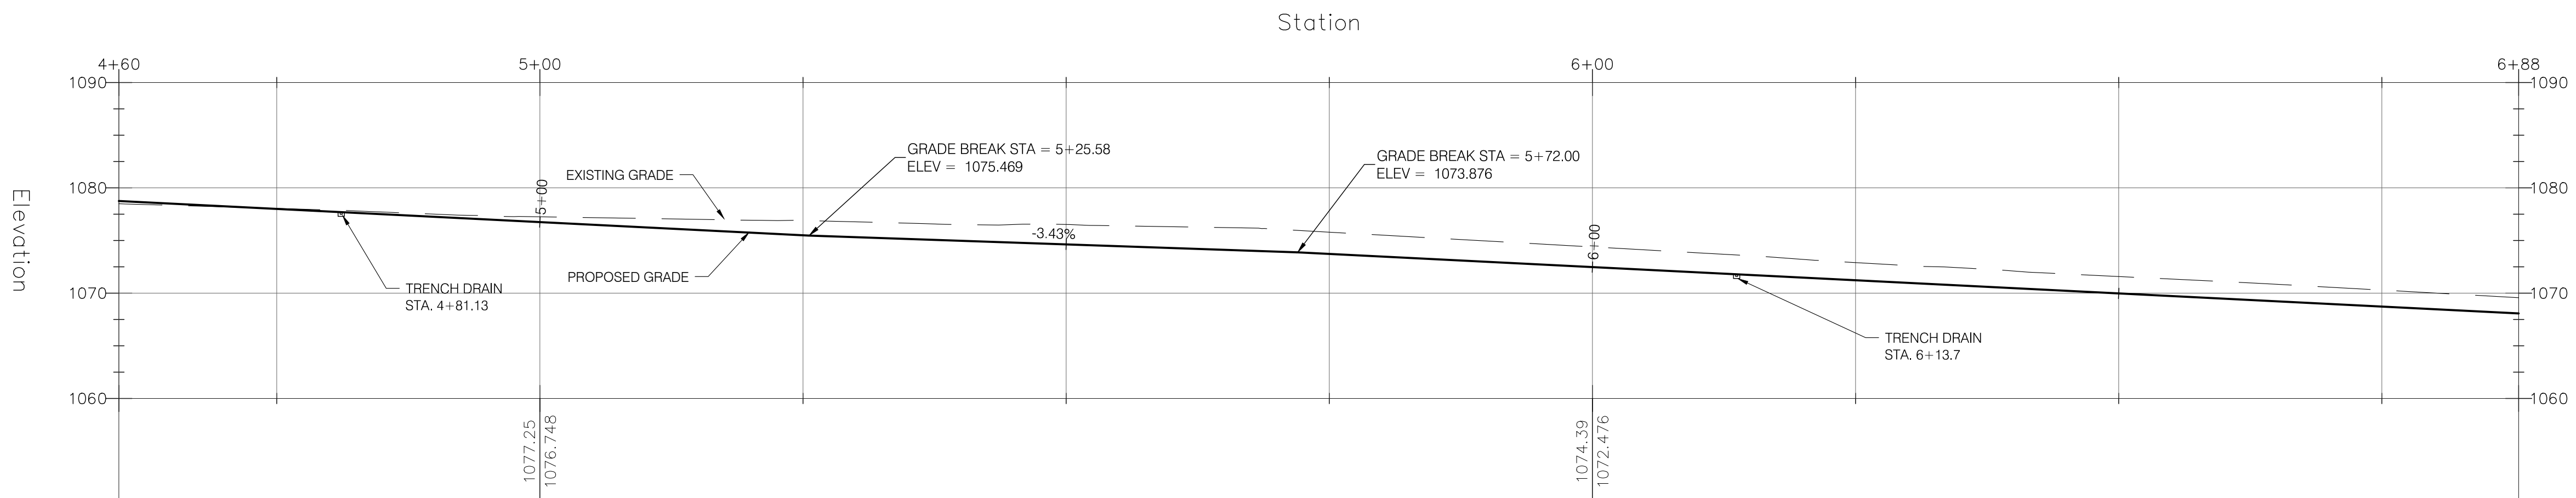 Station
4+60
5+00
6+00
6+88
1090
1090
GRADE BREAK STA = 5+25.58
ELEV = 1075.469
GRADE BREAK STA = 5+72.00
ELEV = 1073.876
EXISTING GRADE
1080
1080
5+00
Elevation
-3.43%
6+00
PROPOSED GRADE
TRENCH DRAIN
STA. 4+81.13
1070
1070
TRENCH DRAIN
STA. 6+13.7
1060
1060
1077.25
1076.748
1074.39
1072.476